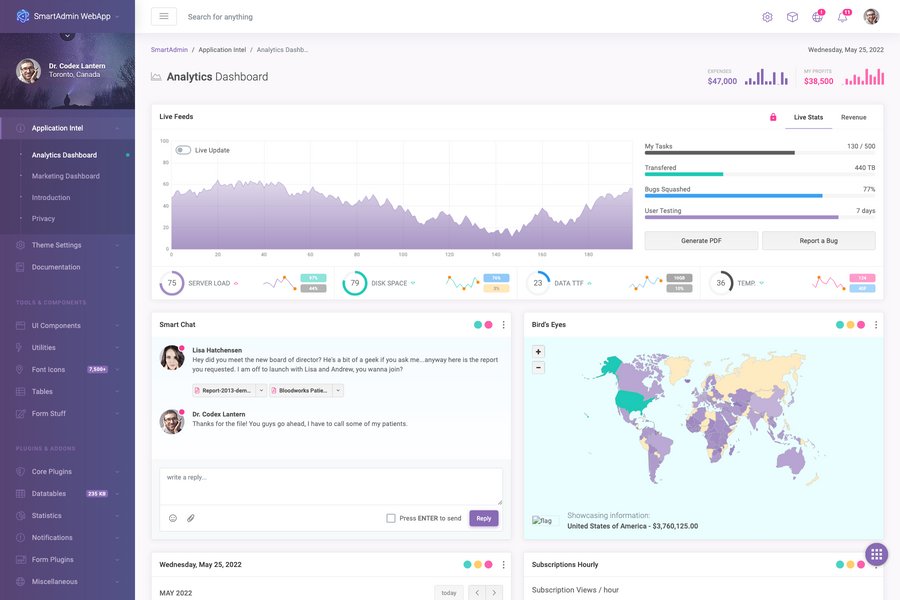 SmartAdmin WebApp
Search for anything
1
11
Dr. Codex Lantern
Toronto, Canada
Application Intel
Analytics Dashboard
Marketing Dashboard
Introduction
Privacy
Theme Settings
Documentation
TOOLS & COMPONENTS
UI Components
Utilities
Font Icons 7,500+
Tables
Form Stuff
PLUGINS & ADDONS
Core Plugins
Datatables 235 KB
Statistics
Notifications
Form Plugins
Miscellaneous
SmartAdmin / Application Intel / Analytics Dashb...
Wednesday, May 25, 2022
Analytics Dashboard
EXPENSES
$47,000
MY PROFITS
$38,500
Live Feeds
Live Stats Revenue
Live Update
100
80
60
40
20
0
0 20 40 60 80 100 120 140 160 180
My Tasks 130 / 500
Transfered 440 TB
Bugs Squashed 77%
User Testing 7 days
Generate PDF Report a Bug
75 SERVER LOAD 97% 44%
79 DISK SPACE 76% 3%
23 DATA TTF 10GB 10%
36 TEMP.
Smart Chat
Lisa Hatchensen
Hey did you meet the new board of director? He's a bit of a geek if you ask me...anyway here is the report
you requested. I am off to launch with Lisa and Andrew, you wanna join?
Report-2013-dem... Bloodworks Patie...
Dr. Codex Lantern
Thanks for the file! You guys go ahead, I have to call some of my patients.
write a reply...
Press ENTER to send Reply
Bird's Eyes
+
−
flag
Showcasing information:
United States of America - $3,760,125.00
Wednesday, May 25, 2022
MAY 2022 today
Subscriptions Hourly
Subscription Views / hour